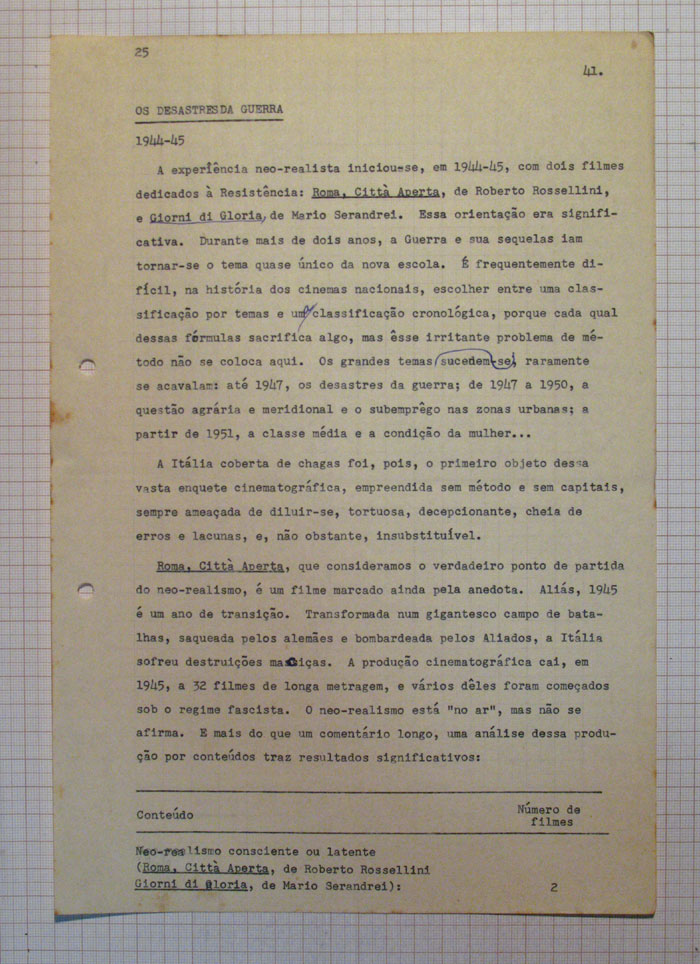 25
41.
OS DESASTRES DA GUERRA
1944-45
A experiência neo-realista iniciou-se, em 1944-45, com dois filmes
dedicados à Resistência: Roma, Città Aperta, de Roberto Rossellini,
e Giorni di Gloria, de Mario Serandrei. Essa orientação era signifi-
cativa. Durante mais de dois anos, a Guerra e sua sequelas iam
tornar-se o tema quase único da nova escola. É frequentemente di-
fícil, na história dos cinemas nacionais, escolher entre uma clas-
sificação por temas e uma classificação cronológica, porque cada qual
dessas fórmulas sacrifica algo, mas êsse irritante problema de mé-
todo não se coloca aqui. Os grandes temas sucedem-se, raramente
se acavalam: até 1947, os desastres da guerra; de 1947 a 1950, a
questão agrária e meridional e o subemprêgo nas zonas urbanas; a
partir de 1951, a classe média e a condição da mulher...
A Itália coberta de chagas foi, pois, o primeiro objeto dessa
vasta enquete cinematográfica, empreendida sem método e sem capitais,
sempre ameaçada de diluir-se, tortuosa, decepcionante, cheia de
erros e lacunas, e, não obstante, insubstituível.
Roma, Città Aperta, que consideramos o verdadeiro ponto de partida
do neo-realismo, é um filme marcado ainda pela anedota. Aliás, 1945
é um ano de transição. Transformada num gigantesco campo de bata-
lhas, saqueada pelos alemães e bombardeada pelos Aliados, a Itália
sofreu destruições maciças. A produção cinematográfica cai, em
1945, a 32 filmes de longa metragem, e vários dêles foram começados
sob o regime fascista. O neo-realismo está "no ar", mas não se
afirma. E mais do que um comentário longo, uma análise dessa produ-
ção por conteúdos traz resultados significativos:
Conteúdo Número de
filmes
Neo-realismo consciente ou latente
(Roma, Città Aperta, de Roberto Rossellini
Giorni di Gloria, de Mario Serandrei): 2